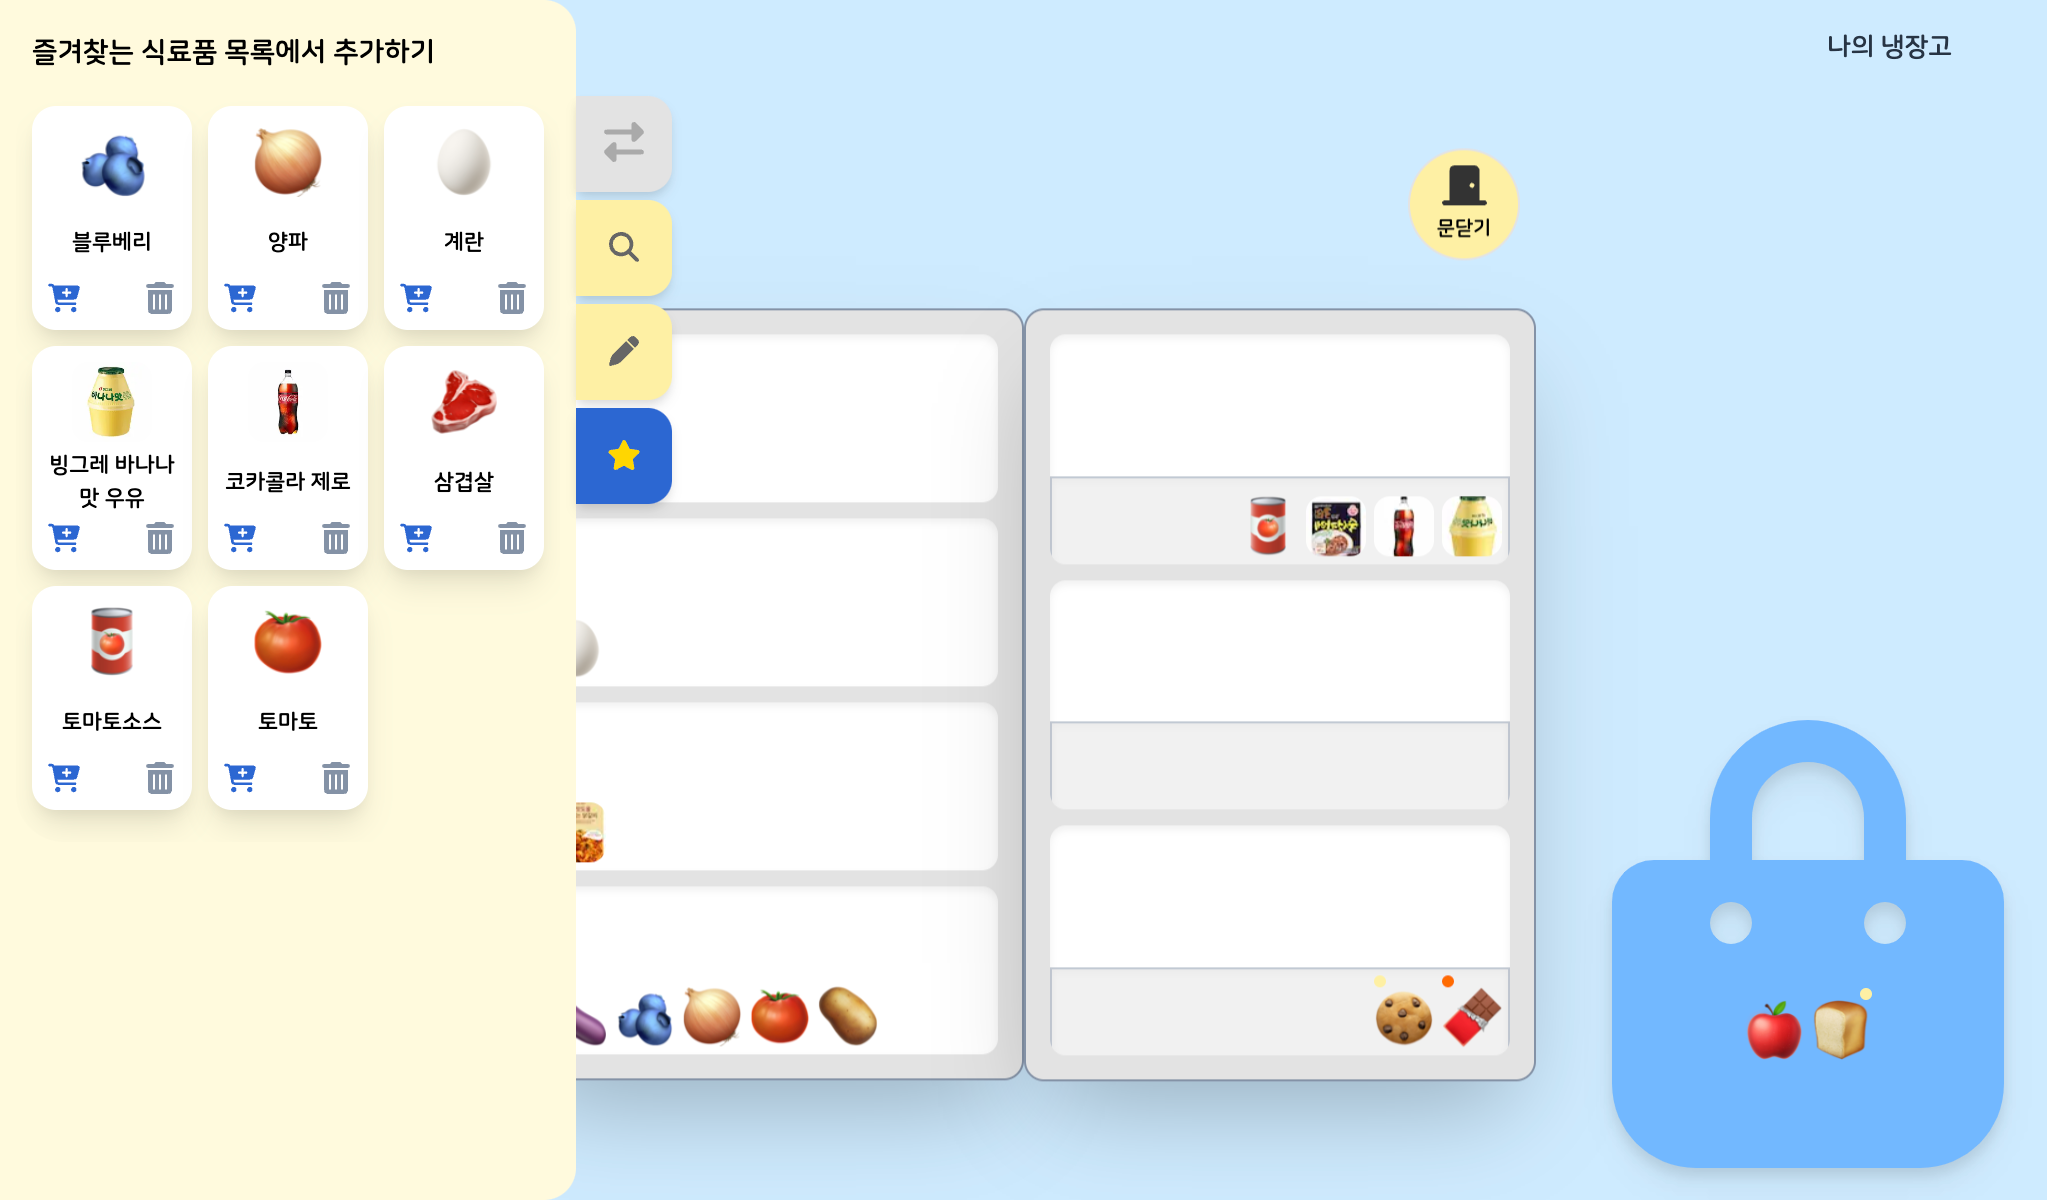 즐겨찾는 식료품 목록에서 추가하기
나의 냉장고
블루베리
양파
계란
문닫기
빙그레 바나나
맛 우유
코카콜라 제로
삼겹살
토마토소스
토마토